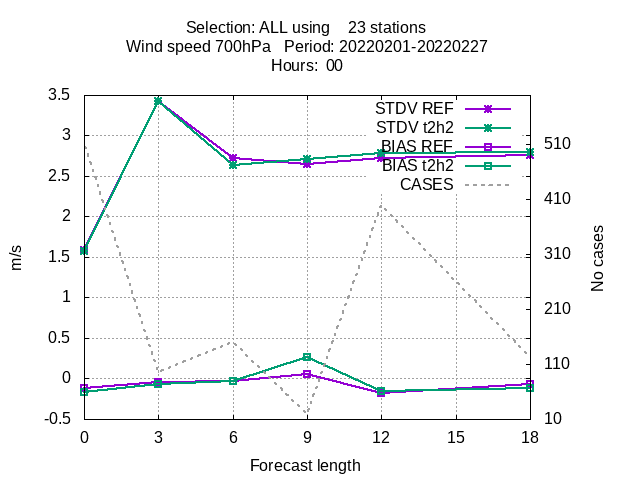 Selection: ALL using 23 stations
Wind speed 700hPa Period: 20220201-20220227
Hours: 00
3.5
3
2.5
2
1.5
1
0.5
0
-0.5
m/s
STDV REF
STDV t2h2
BIAS REF
BIAS t2h2
CASES
510
410
310
210
110
10
No cases
0 3 6 9 12 15 18
Forecast length